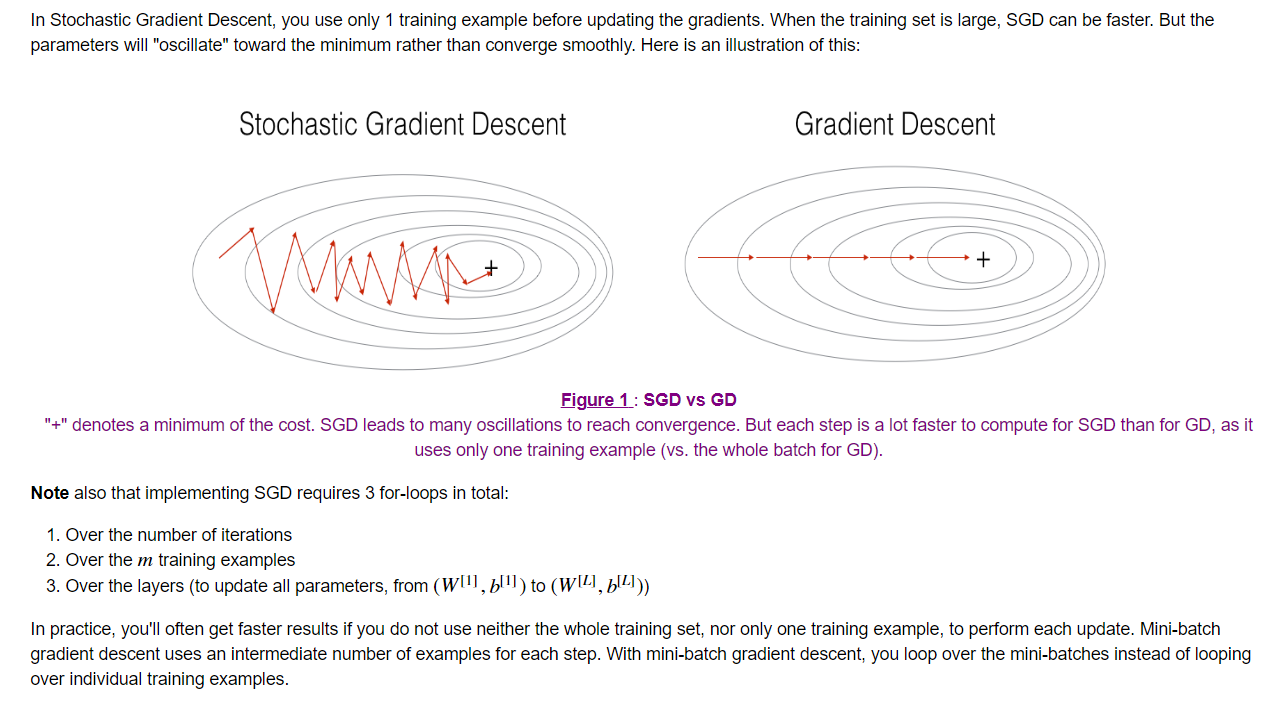 In Stochastic Gradient Descent, you use only 1 training example before updating the gradients. When the training set is large, SGD can be faster. But the
parameters will "oscillate" toward the minimum rather than converge smoothly. Here is an illustration of this:
Stochastic Gradient Descent
Gradient Descent
+
+
Figure 1 : SGD vs GD
"+" denotes a minimum of the cost. SGD leads to many oscillations to reach convergence. But each step is a lot faster to compute for SGD than for GD, as it
uses only one training example (vs. the whole batch for GD).
Note also that implementing SGD requires 3 for-loops in total:
1. Over the number of iterations
2. Over the m training examples
3. Over the layers (to update all parameters, from (W[1], b[1]) to (W[L], b[L]))
In practice, you'll often get faster results if you do not use neither the whole training set, nor only one training example, to perform each update. Mini-batch
gradient descent uses an intermediate number of examples for each step. With mini-batch gradient descent, you loop over the mini-batches instead of looping
over individual training examples.